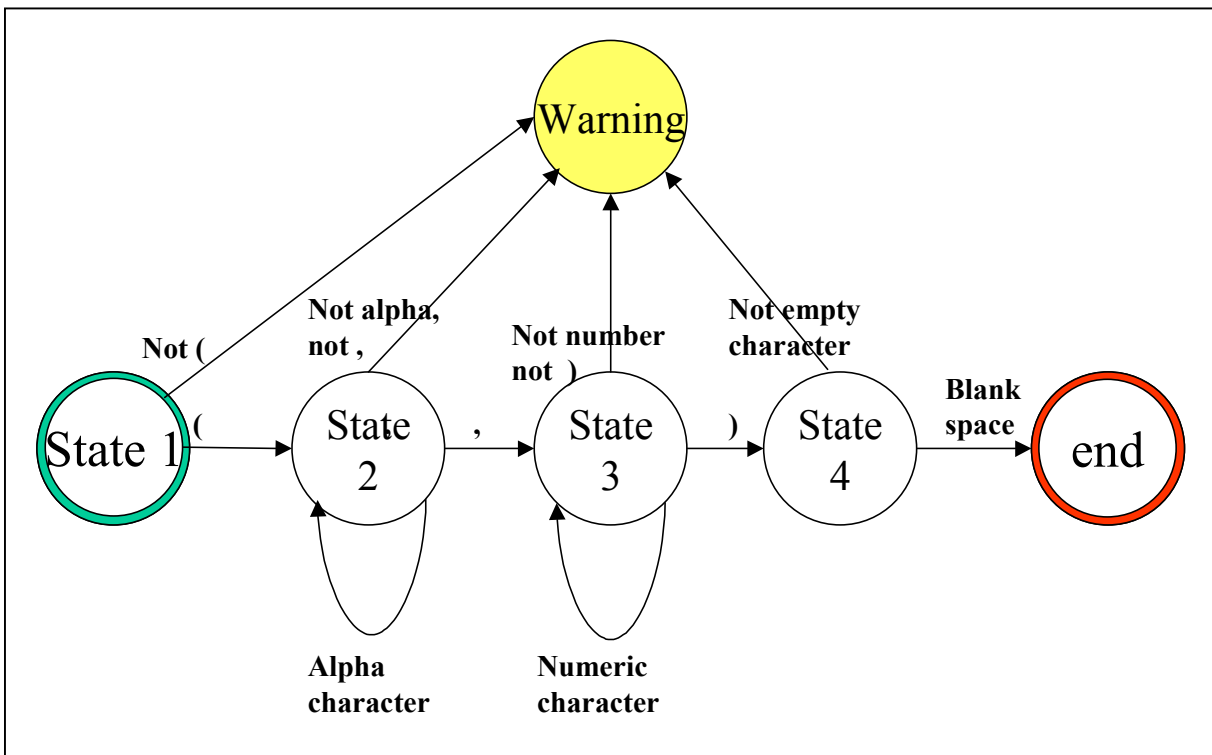 Warning
Not (
Not alpha,
not ,
Not number
not )
Not empty
character
Blank
space
State 1
(
State
2
,
,
State
3
)
State
4
end
Alpha
character
Numeric
character